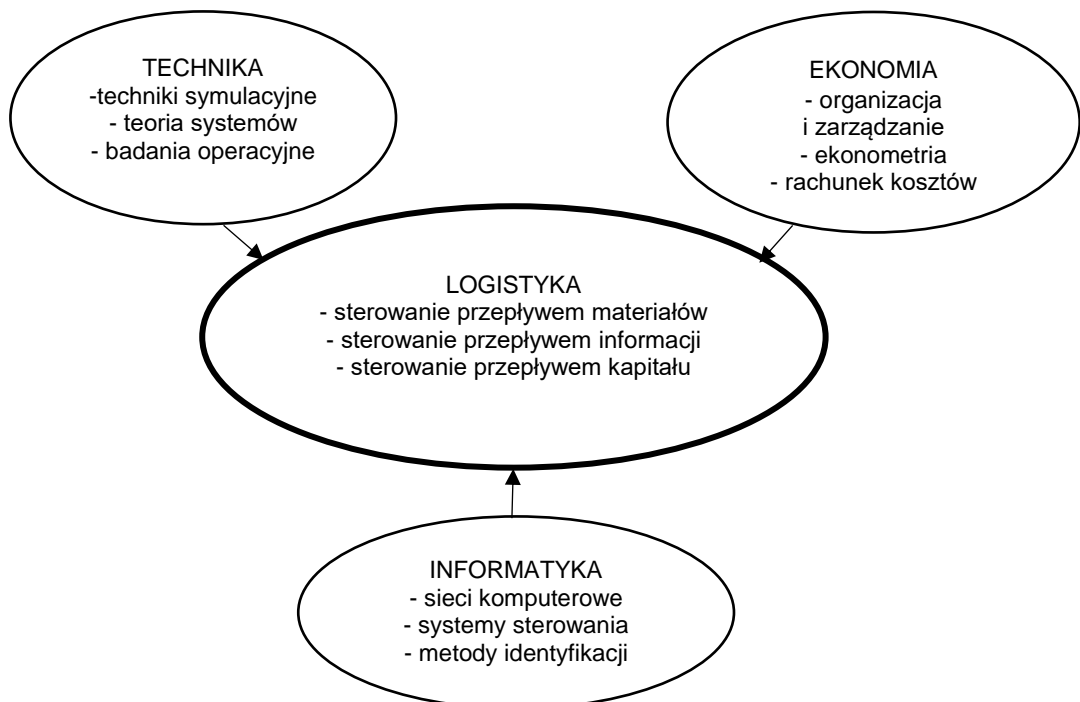 TECHNIKA
-techniki symulacyjne
- teoria systemów
- badania operacyjne
EKONOMIA
- organizacja
i zarządzanie
- ekonometria
- rachunek kosztów
LOGISTYKA
- sterowanie przepływem materiałów
- sterowanie przepływem informacji
- sterowanie przepływem kapitału
INFORMATYKA
- sieci komputerowe
- systemy sterowania
- metody identyfikacji